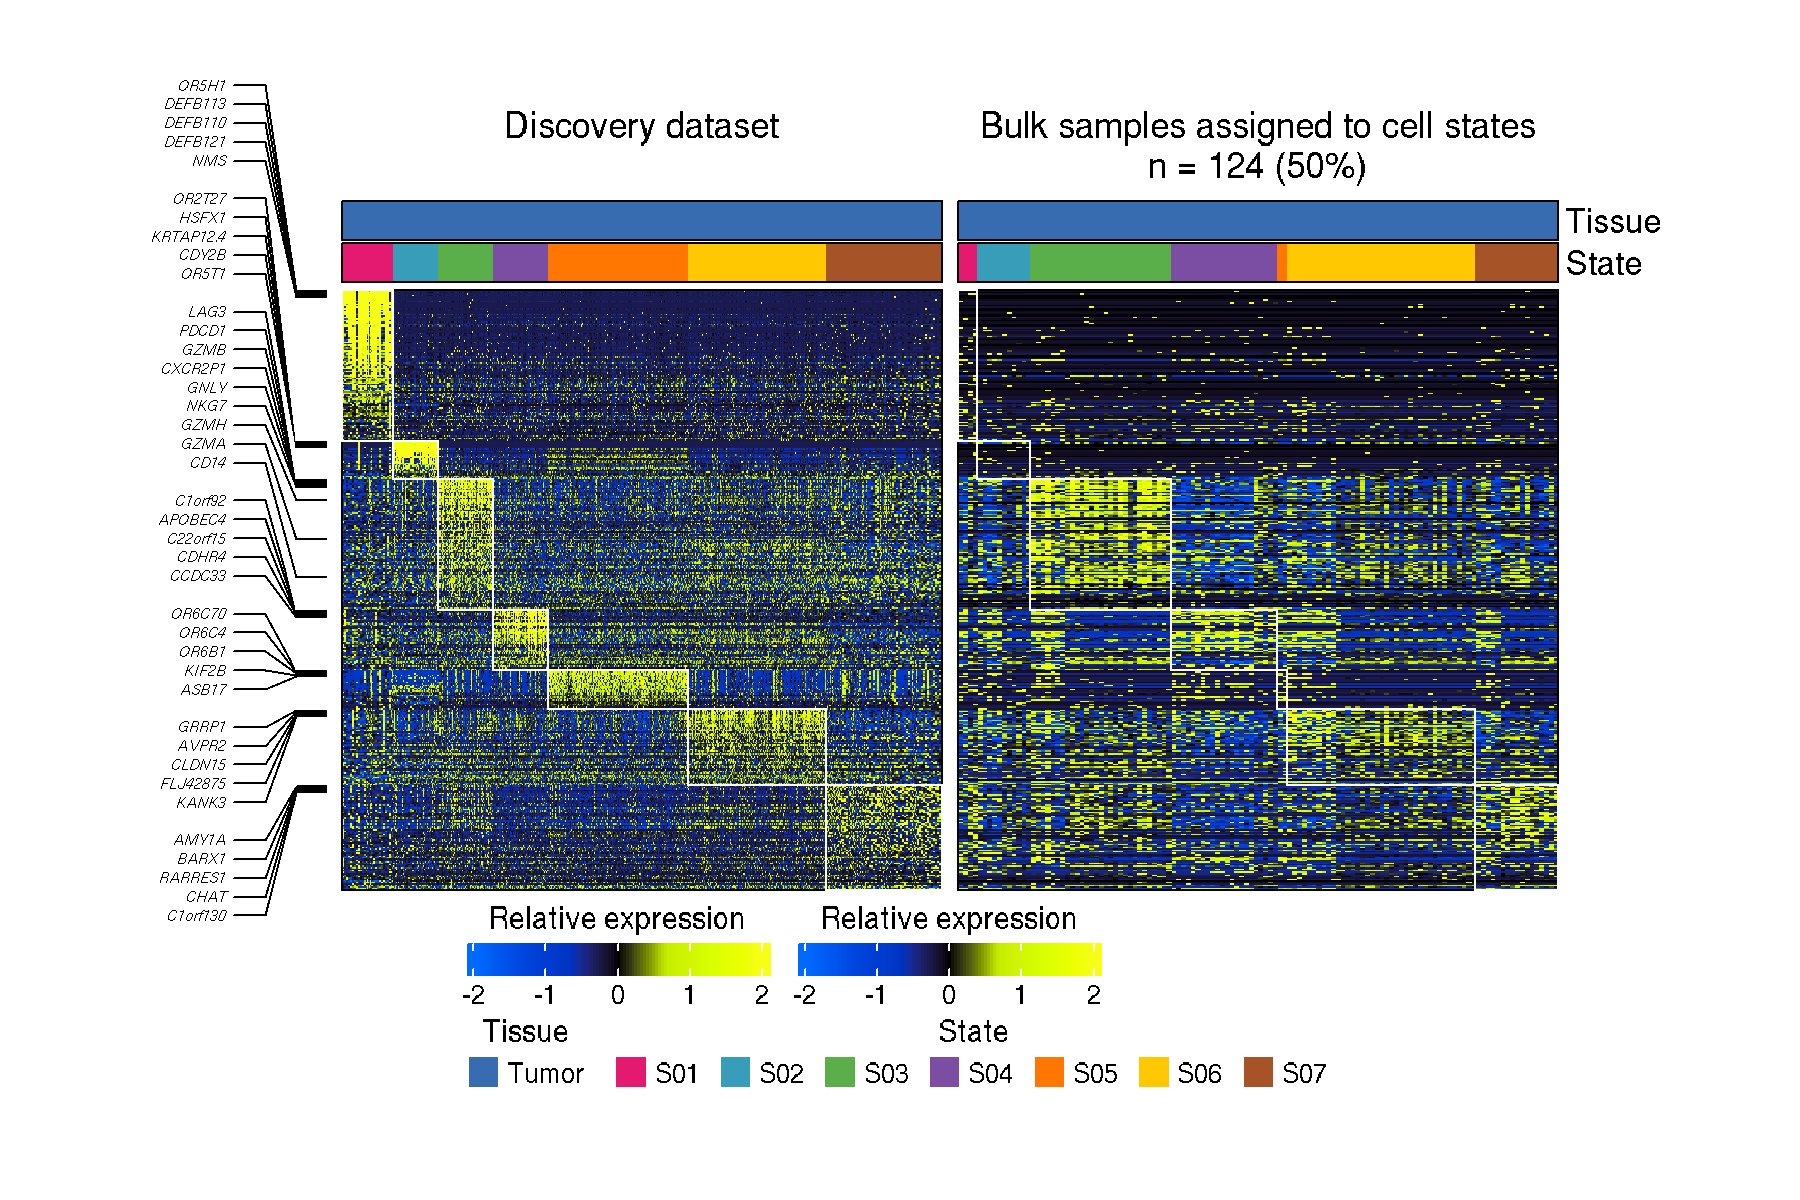 Discovery dataset
Bulk samples assigned to cell states
n = 124 (50%)
Tissue
State
OR5H1
DEFB113
DEFB110
DEFB121
NMS
OR2T27
HSFX1
KRTAP12.4
CDY2B
OR5T1
LAG3
PDCD1
GZMB
CXCR2P1
GNLY
NKG7
GZMH
GZMA
CD14
C1orf92
APOBEC4
C22orf15
CDHR4
CCDC33
OR6C70
OR6C4
OR6B1
KIF2B
ASB17
GRRP1
AVPR2
CLDN15
FLJ42875
KANK3
AMY1A
BARX1
RARRES1
CHAT
C1orf130
Relative expression Relative expression
-2 -1 0 1 2 -2 -1 0 1 2
Tissue State
Tumor S01 S02 S03 S04 S05 S06 S07